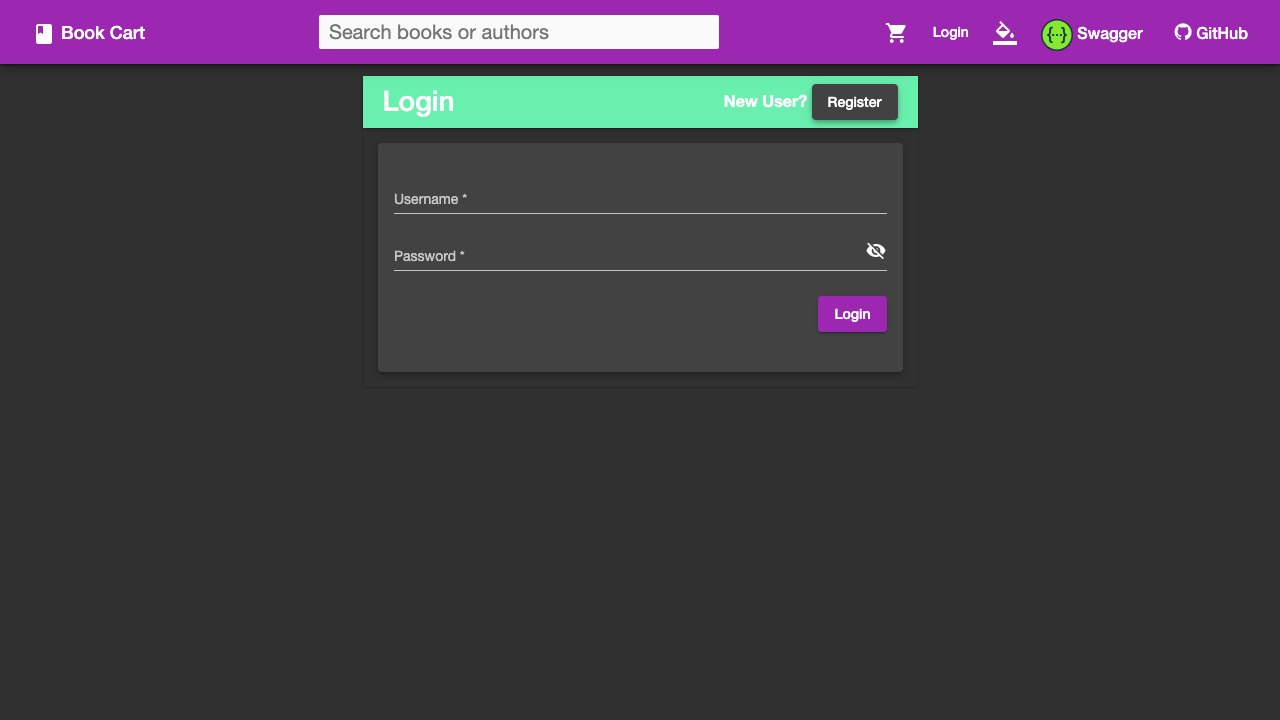 Book Cart
Search books or authors
Login
Swagger
GitHub
Login
New User?
Register
Username *
Password *
Login